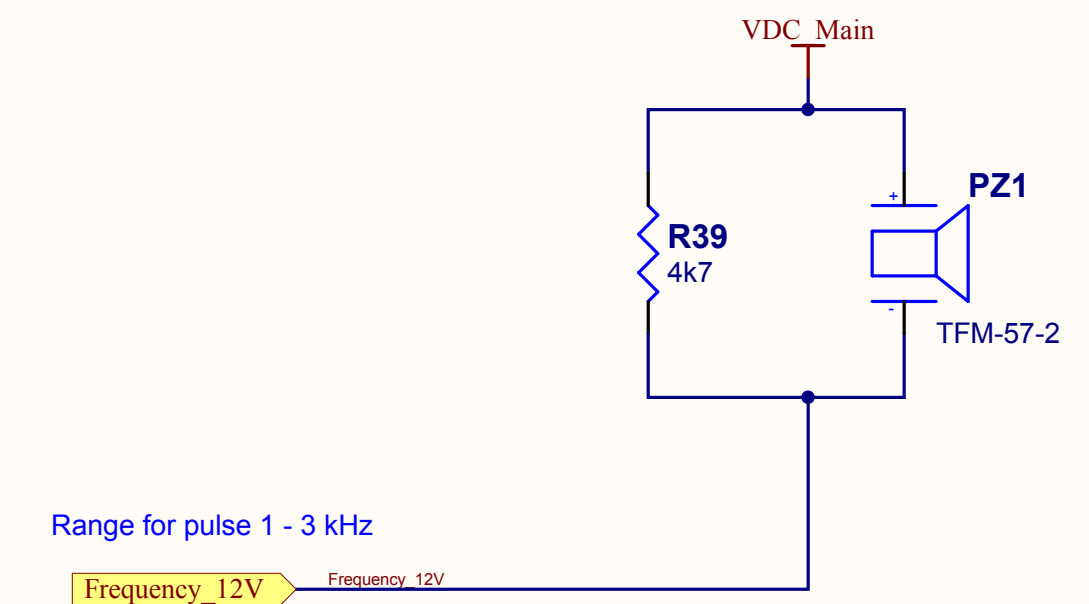 VDC_Main
+
PZ1
R39
4k7
-
TFM-57-2
Range for pulse 1 - 3 kHz
Frequency_12V
Frequency_12V